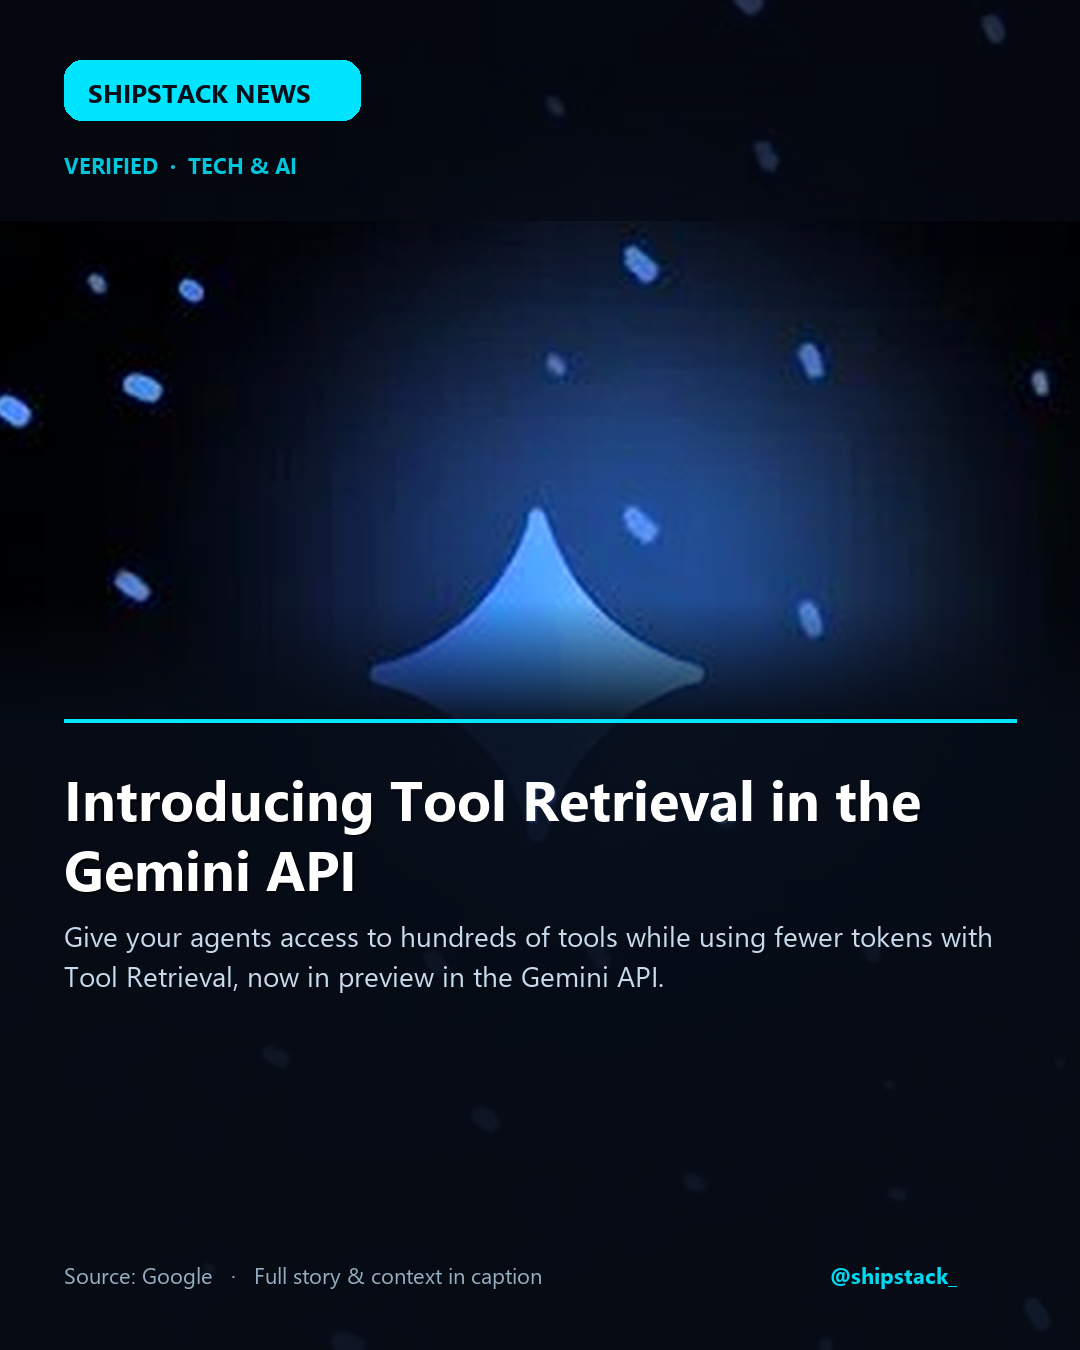 SHIPSTACK NEWS
VERIFIED · TECH & AI
Introducing Tool Retrieval in the
Gemini API
Give your agents access to hundreds of tools while using fewer tokens with
Tool Retrieval, now in preview in the Gemini API.
Source: Google · Full story & context in caption
@shipstack_